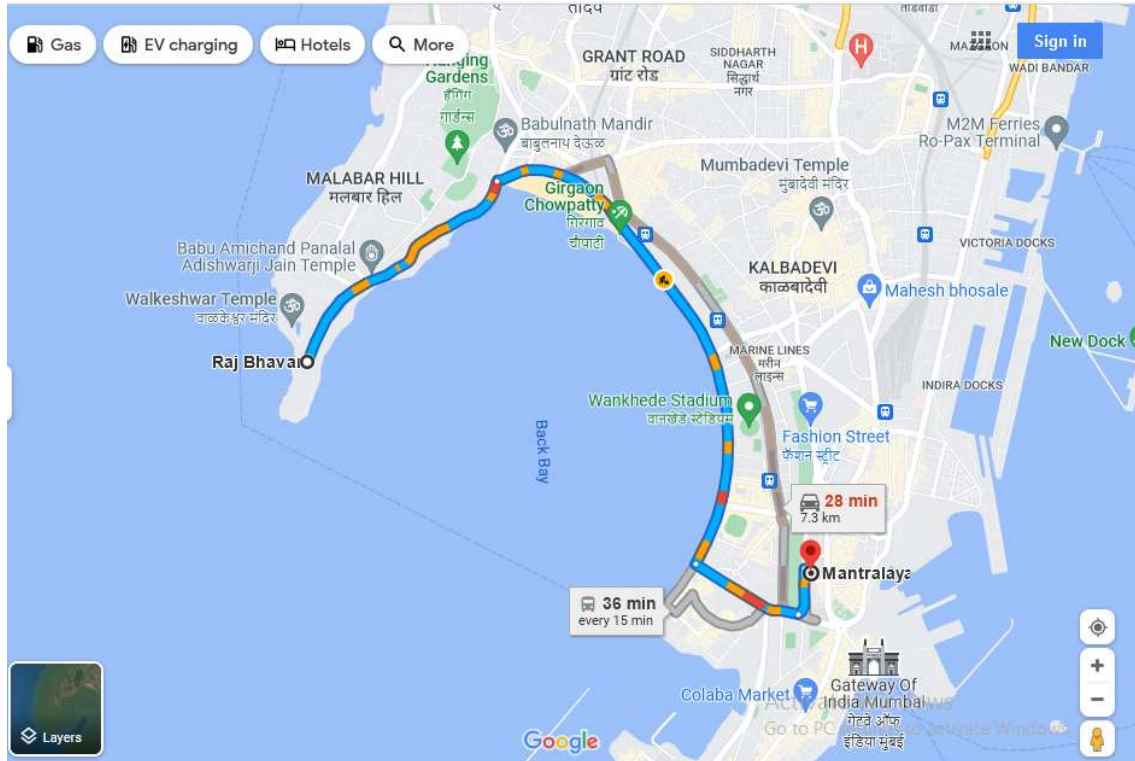 तारदेव
ताडवाडी
Gas
EV charging
Hotels
More
Sign in
GRANT ROAD
ग्रांट रोड
SIDDHARTH
NAGAR
सिद्धार्थ
नगर
H
MAZGAON
WADI BANDAR
Hanging
Gardens
हँगिंग
गार्डन्स
Babulnath Mandir
बाबुलनाथ देऊळ
M2M Ferries
Ro-Pax Terminal
MALABAR HILL
मलबार हिल
Mumbadevi Temple
मुंबादेवी मंदिर
Girgaon
Chowpatty
गिरगाव
चौपाटी
Babu Amichand Panalal
Adishwarji Jain Temple
VICTORIA DOCKS
KALBADEVI
काळबादेवी
Walkeshwar Temple
वाळकेश्वर मंदिर
Mahesh bhosale
Raj Bhavan
New Dock
MARINE LINES
मरीन
लाइन्स
INDIRA DOCKS
Wankhede Stadium
वानखेडे स्टेडियम
Back Bay
Fashion Street
फॅशन स्ट्रीट
28 min
7.3 km
Mantralaya
36 min
every 15 min
Colaba Market
Gateway Of
India Mumbai
गेटवे ऑफ
इंडिया मुंबई
Activate Windows
Go to PC settings to activate Windows.
Layers
Google